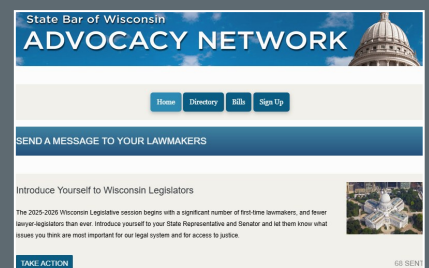 State Bar of Wisconsin
ADVOCACY NETWORK
Home Directory Bills Sign Up
SEND A MESSAGE TO YOUR LAWMAKERS
Introduce Yourself to Wisconsin Legislators
The 2025-2026 Wisconsin Legislative session begins with a significant number of first-time lawmakers, and fewer
lawyer-legislators than ever. Introduce yourself to your State Representative and Senator and let them know what
issues you think are most important for our legal system and for access to justice.
TAKE ACTION
68 SENT